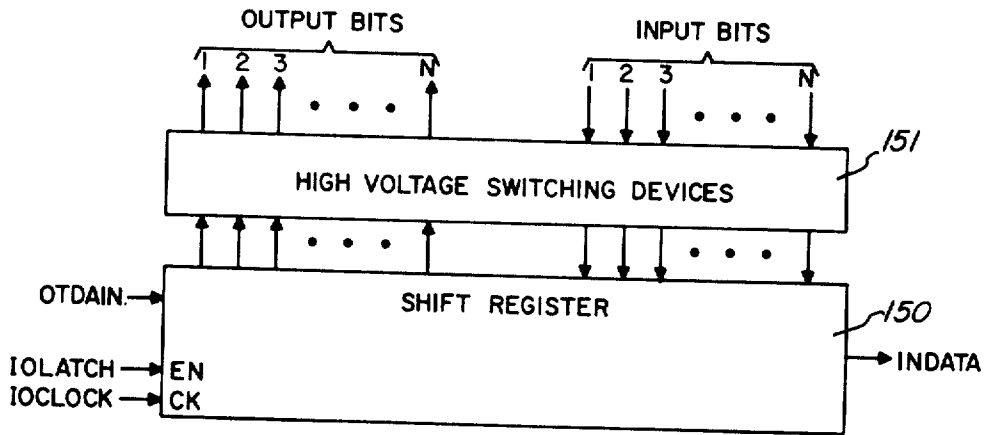 OUTPUT BITS
INPUT BITS
1 2 3 N
1 2 3 N
151
HIGH VOLTAGE SWITCHING DEVICES
OTDAIN.
SHIFT REGISTER
150
IOLATCH EN
INDATA
IOCLOCK CK